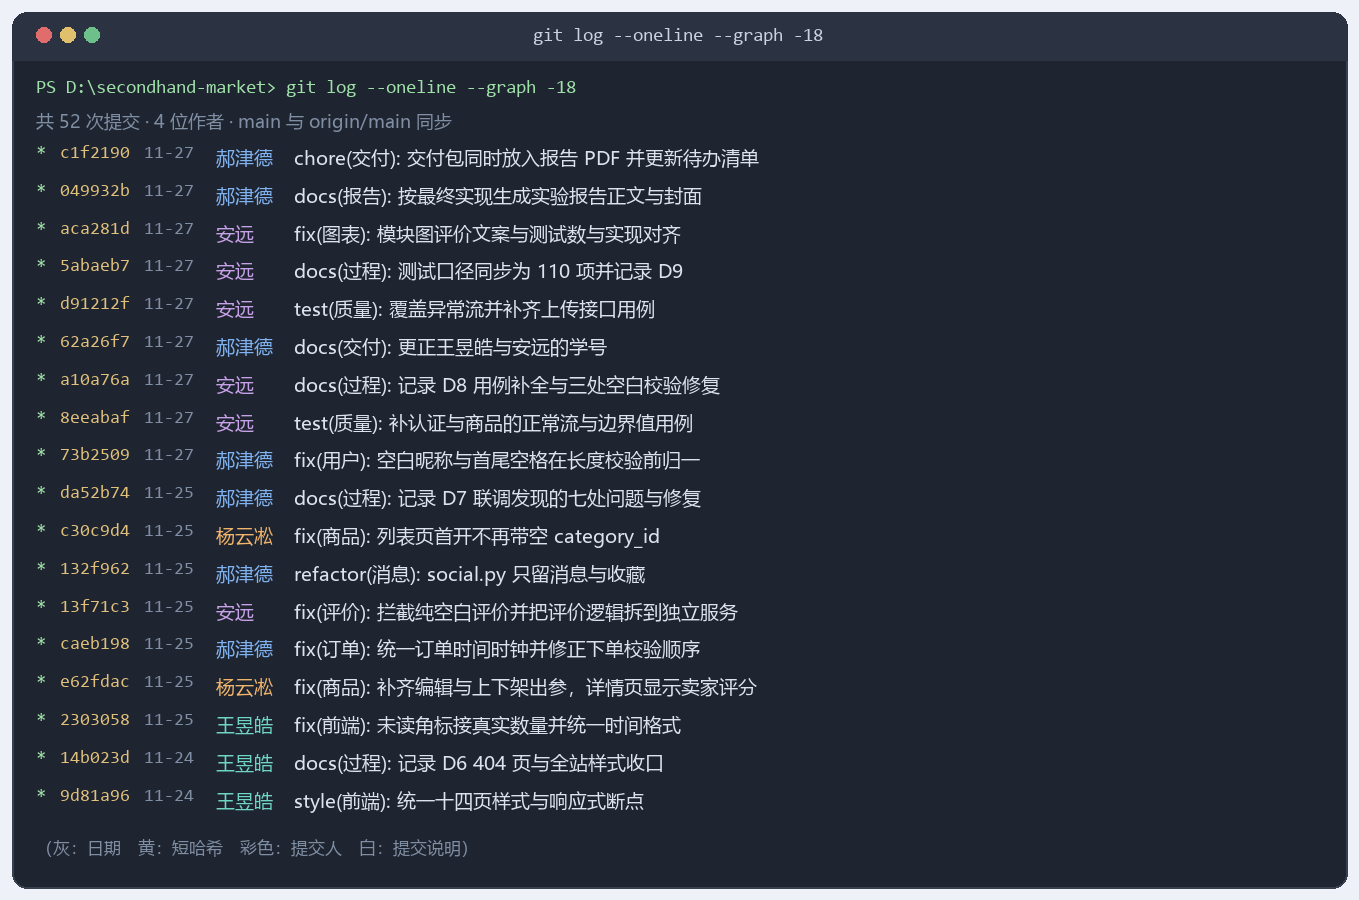 git log --oneline --graph -18
PS D:\secondhand-market> git log --oneline --graph -18
共 52 次提交 · 4 位作者 · main 与 origin/main 同步
* c1f2190 11-27 郝津德 chore(交付): 交付包同时放入报告 PDF 并更新待办清单
* 049932b 11-27 郝津德 docs(报告): 按最终实现生成实验报告正文与封面
* aca281d 11-27 安远 fix(图表): 模块图评价文案与测试数与实现对齐
* 5abaeb7 11-27 安远 docs(过程): 测试口径同步为 110 项并记录 D9
* d91212f 11-27 安远 test(质量): 覆盖异常流并补齐上传接口用例
* 62a26f7 11-27 郝津德 docs(交付): 更正王昱皓与安远的学号
* a10a76a 11-27 安远 docs(过程): 记录 D8 用例补全与三处空白校验修复
* 8eeabaf 11-27 安远 test(质量): 补认证与商品的正常流与边界值用例
* 73b2509 11-27 郝津德 fix(用户): 空白昵称与首尾空格在长度校验前归一
* da52b74 11-25 郝津德 docs(过程): 记录 D7 联调发现的七处问题与修复
* c30c9d4 11-25 杨云凇 fix(商品): 列表页首开不再带空 category_id
* 132f962 11-25 郝津德 refactor(消息): social.py 只留消息与收藏
* 13f71c3 11-25 安远 fix(评价): 拦截纯空白评价并把评价逻辑拆到独立服务
* caeb198 11-25 郝津德 fix(订单): 统一订单时间时钟并修正下单校验顺序
* e62fdac 11-25 杨云凇 fix(商品): 补齐编辑与上下架出参，详情页显示卖家评分
* 2303058 11-25 王昱皓 fix(前端): 未读角标接真实数量并统一时间格式
* 14b023d 11-24 王昱皓 docs(过程): 记录 D6 404 页与全站样式收口
* 9d81a96 11-24 王昱皓 style(前端): 统一十四页样式与响应式断点
（灰：日期　黄：短哈希　彩色：提交人　白：提交说明）